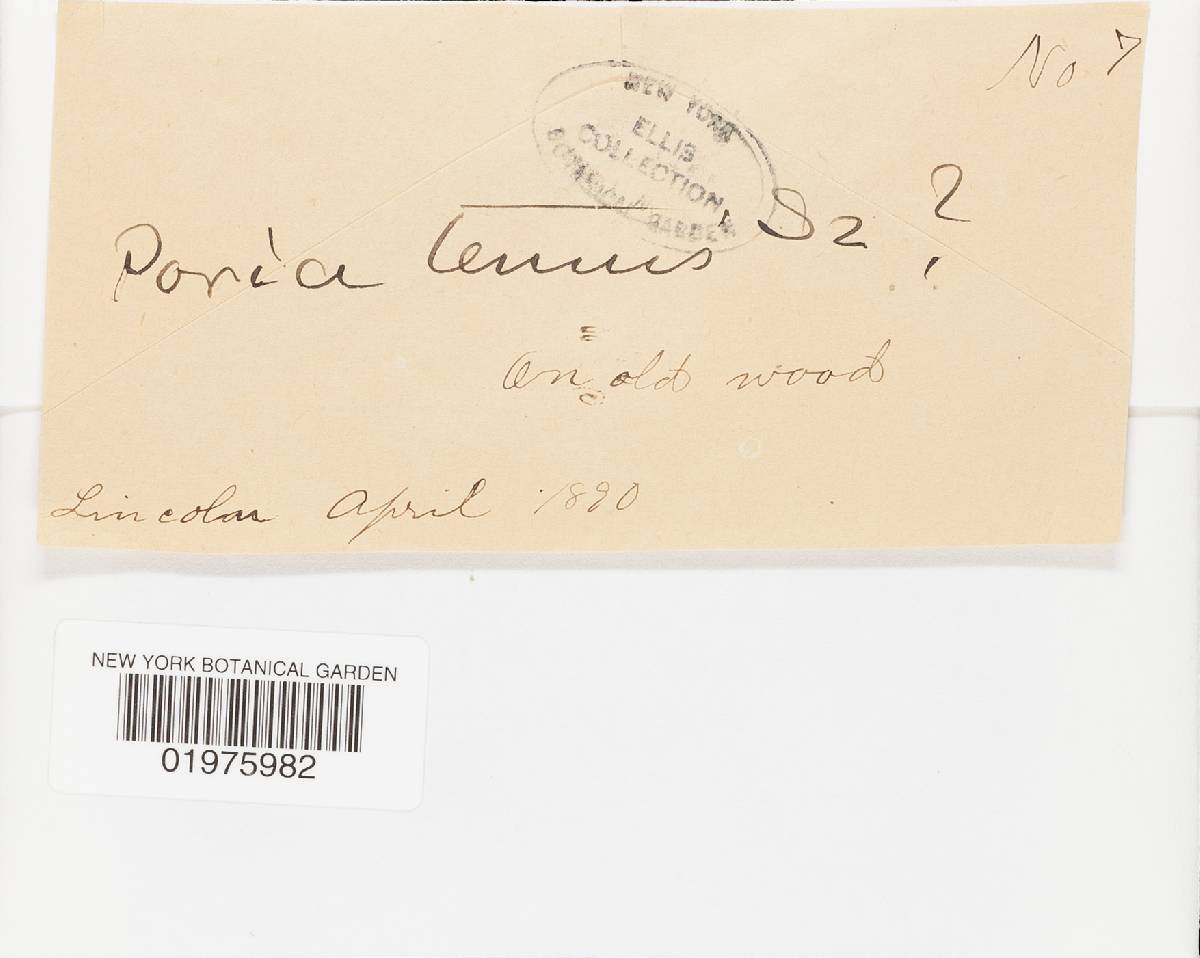 No 7
NEW YORK
ELLIS
COLLECTION
BOTANICAL GARDEN
Poria tenuis Sz ?
On old wood
Lincoln April 1890
NEW YORK BOTANICAL GARDEN
01975982